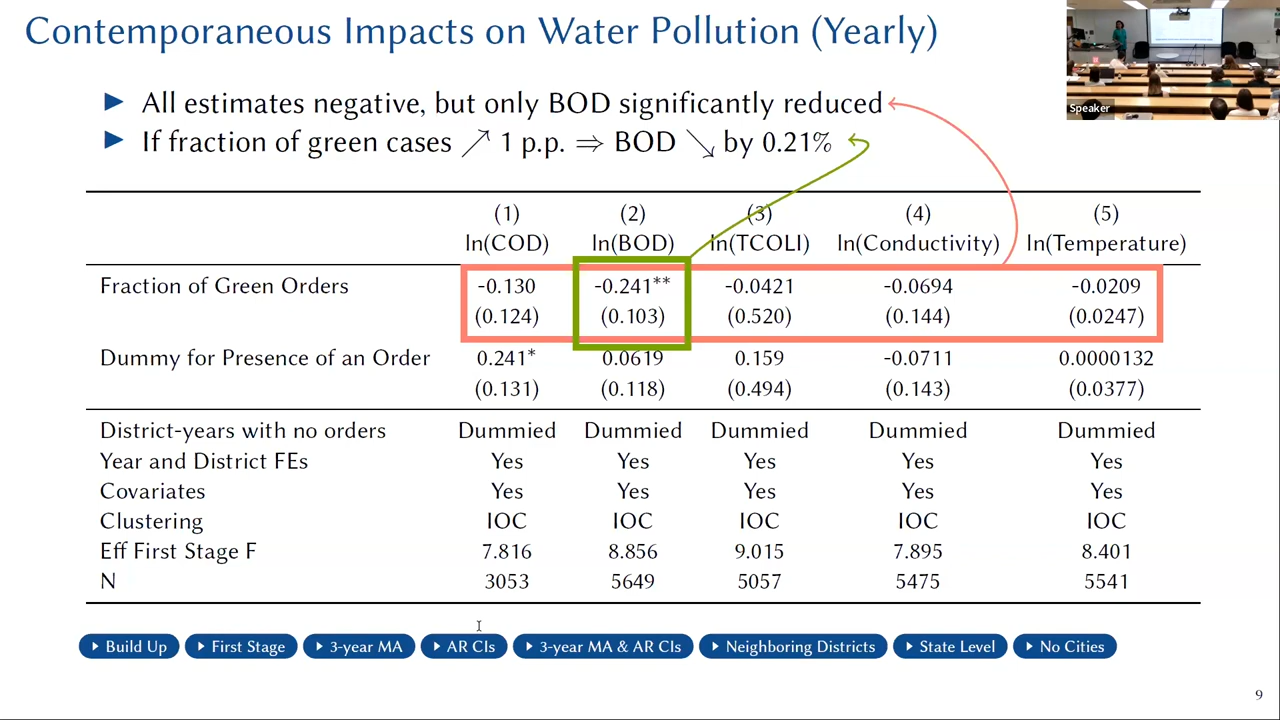 Contemporaneous Impacts on Water Pollution (Yearly)
Speaker
▶ All estimates negative, but only BOD significantly reduced
▶ If fraction of green cases ↗ 1 p.p. ⇒ BOD ↘ by 0.21%
(1) (2) (3) (4) (5)
ln(COD) ln(BOD) ln(TCOLI) ln(Conductivity) ln(Temperature)
Fraction of Green Orders -0.130 -0.241** -0.0421 -0.0694 -0.0209
(0.124) (0.103) (0.520) (0.144) (0.0247)
Dummy for Presence of an Order 0.241* 0.0619 0.159 -0.0711 0.0000132
(0.131) (0.118) (0.494) (0.143) (0.0377)
District-years with no orders Dummied Dummied Dummied Dummied Dummied
Year and District FEs Yes Yes Yes Yes Yes
Covariates Yes Yes Yes Yes Yes
Clustering IOC IOC IOC IOC IOC
Eff First Stage F 7.816 8.856 9.015 7.895 8.401
N 3053 5649 5057 5475 5541
Build Up First Stage 3-year MA AR CIs 3-year MA & AR CIs Neighboring Districts State Level No Cities
9